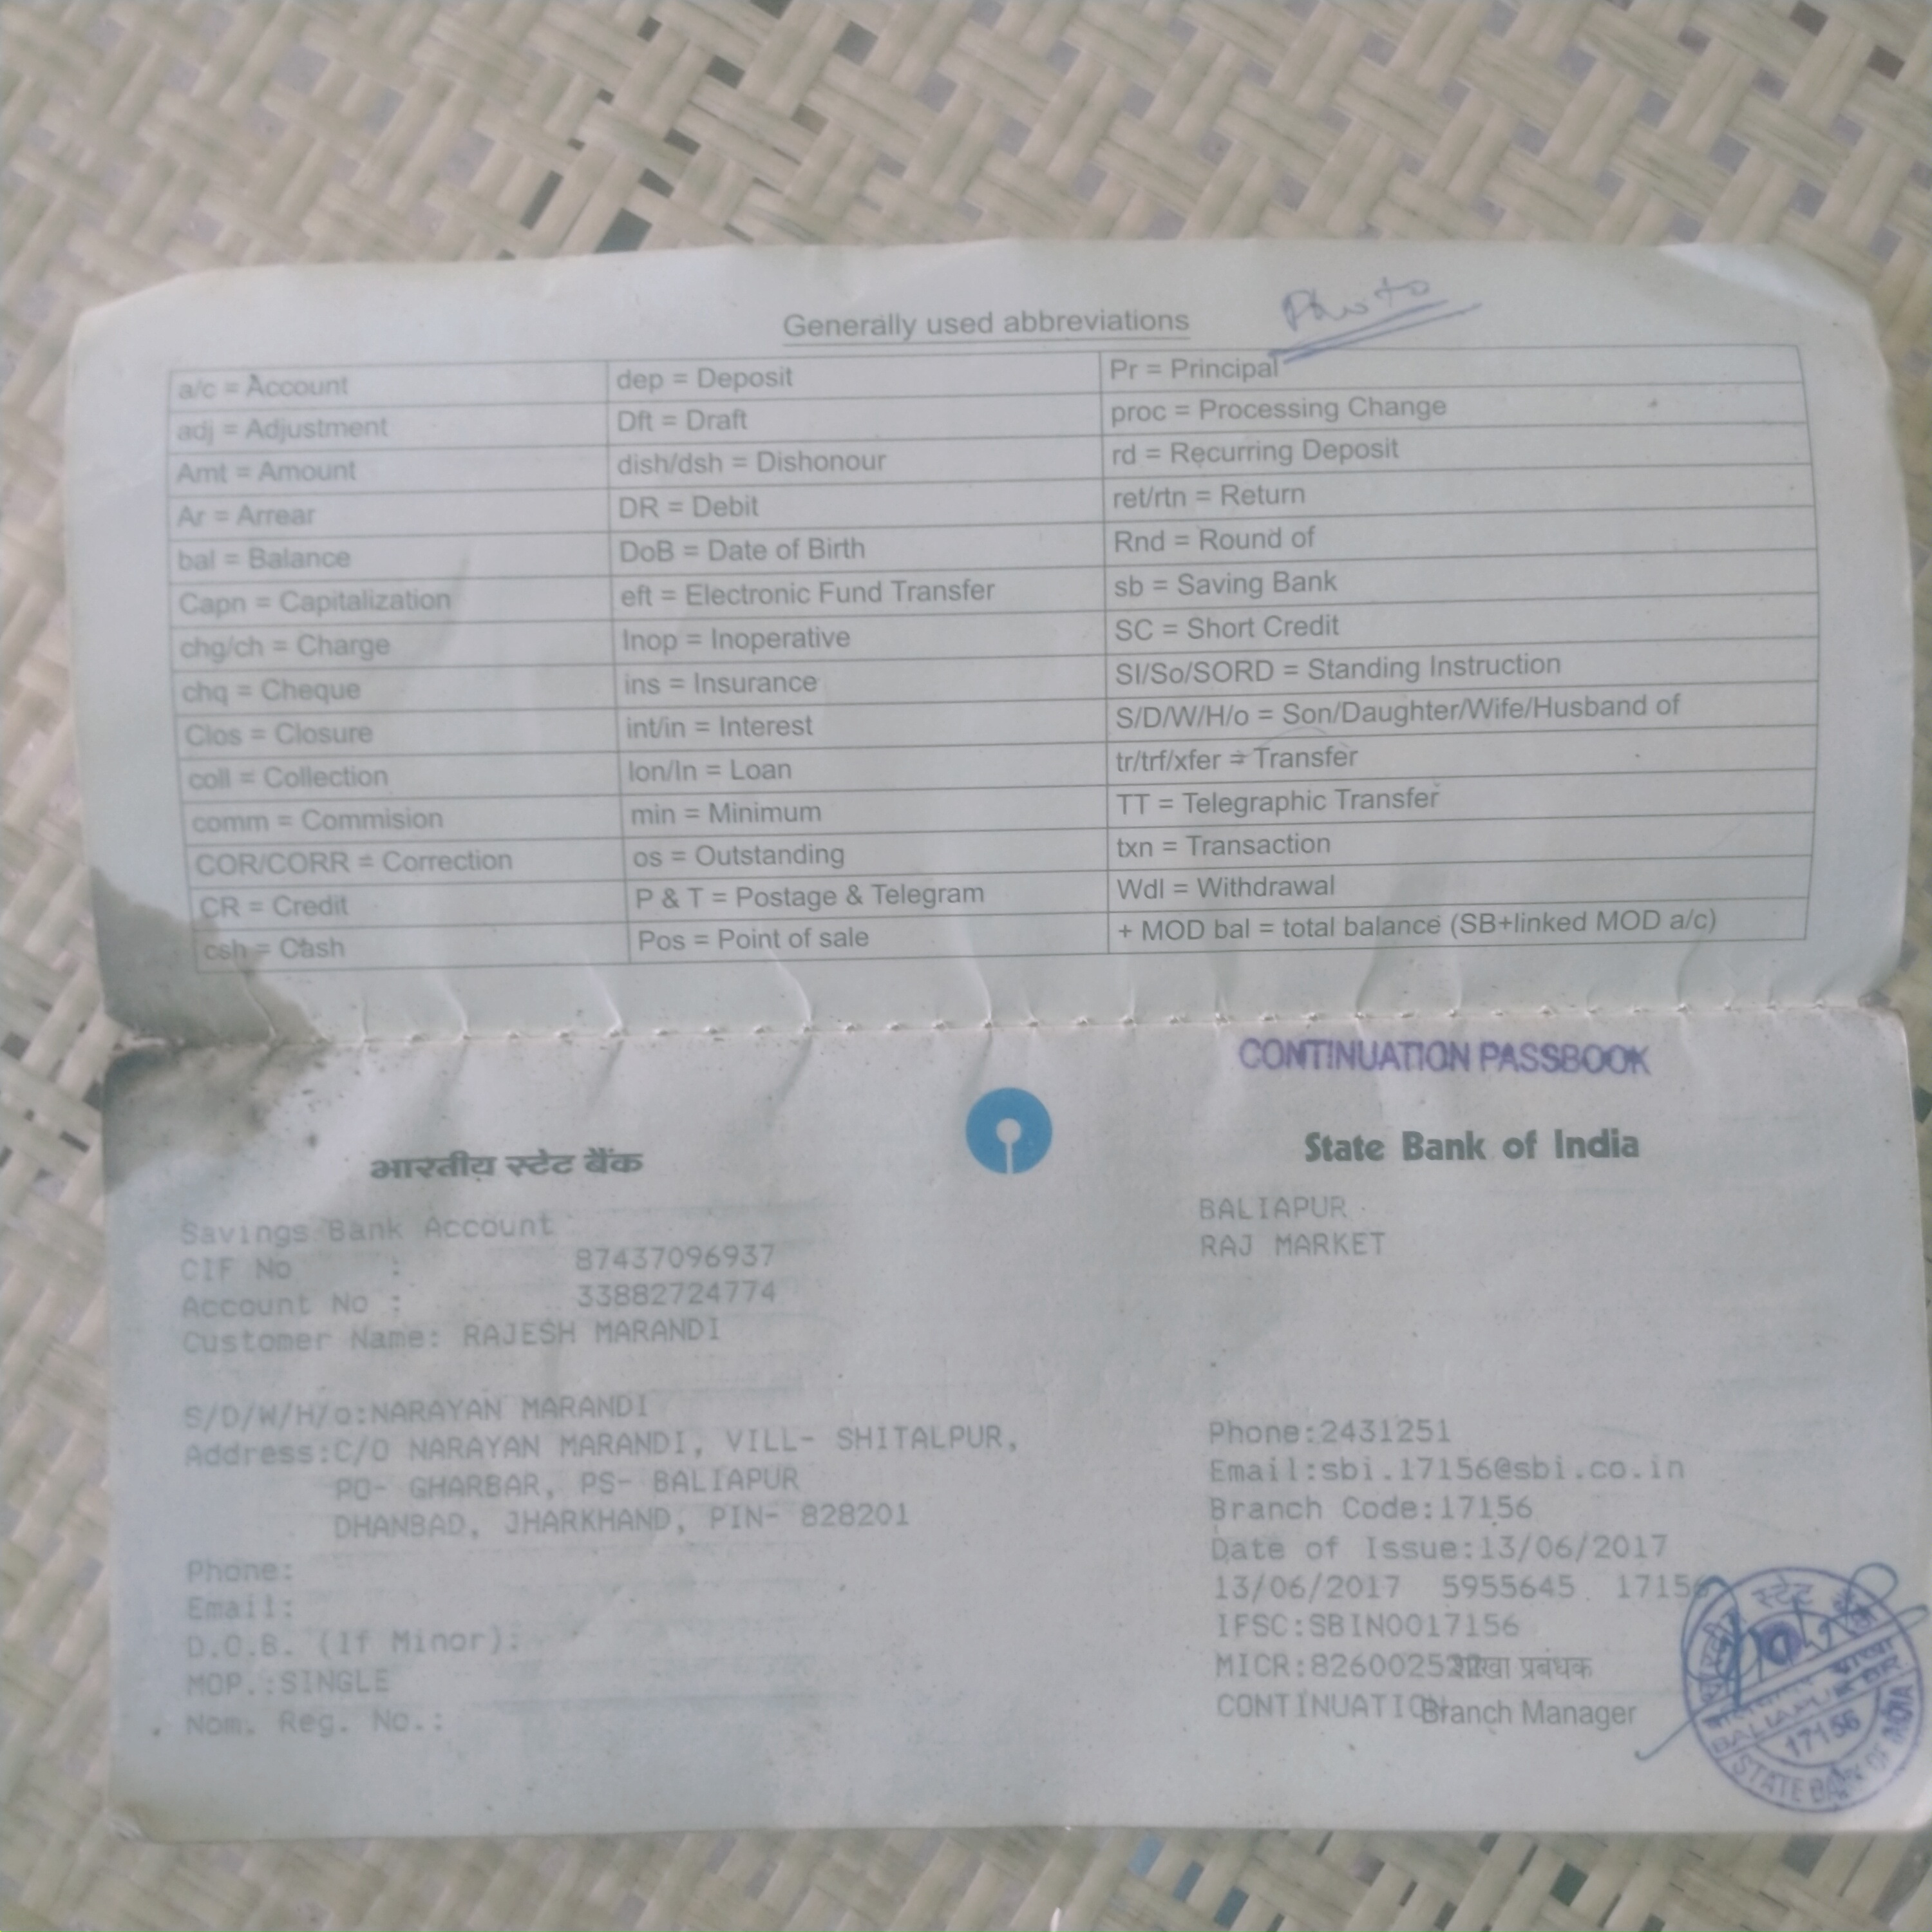 Generally used abbreviations
Photo
a/c = Account
dep = Deposit
Pr = Principal
adj = Adjustment
Dft = Draft
proc = Processing Change
Amt = Amount
dish/dsh = Dishonour
rd = Recurring Deposit
Ar = Arrear
DR = Debit
ret/rtn = Return
bal = Balance
DoB = Date of Birth
Rnd = Round of
Capn = Capitalization
eft = Electronic Fund Transfer
sb = Saving Bank
chg/ch = Charge
Inop = Inoperative
SC = Short Credit
chq = Cheque
ins = Insurance
SI/So/SORD = Standing Instruction
Clos = Closure
int/in = Interest
S/D/W/H/o = Son/Daughter/Wife/Husband of
coll = Collection
lon/ln = Loan
tr/trf/xfer = Transfer
comm = Commision
min = Minimum
TT = Telegraphic Transfer
COR/CORR = Correction
os = Outstanding
txn = Transaction
CR = Credit
P & T = Postage & Telegram
Wdl = Withdrawal
csh = Cash
Pos = Point of sale
+ MOD bal = total balance (SB+linked MOD a/c)
CONTINUATION PASSBOOK
भारतीय स्टेट बैंक
State Bank of India
Savings Bank Account
CIF No : 87437096937
Account No : 33882724774
Customer Name: RAJESH MARANDI
S/D/W/H/o:NARAYAN MARANDI
Address:C/O NARAYAN MARANDI, VILL- SHITALPUR,
PO- GHARBAR, PS- BALIAPUR
DHANBAD, JHARKHAND, PIN- 828201
Phone:
Email:
D.O.B. (If Minor):
MOP.:SINGLE
Nom. Reg. No.:
BALIAPUR
RAJ MARKET
Phone:2431251
Email:sbi.17156@sbi.co.in
Branch Code:17156
Date of Issue:13/06/2017
13/06/2017 5955645 17156
IFSC:SBIN0017156
MICR:
शाखा प्रबंधक
CONTINUATION
Branch Manager
स्टेट
शाखा
BALIAPUR BR
17156
STATE BANK OF INDIA